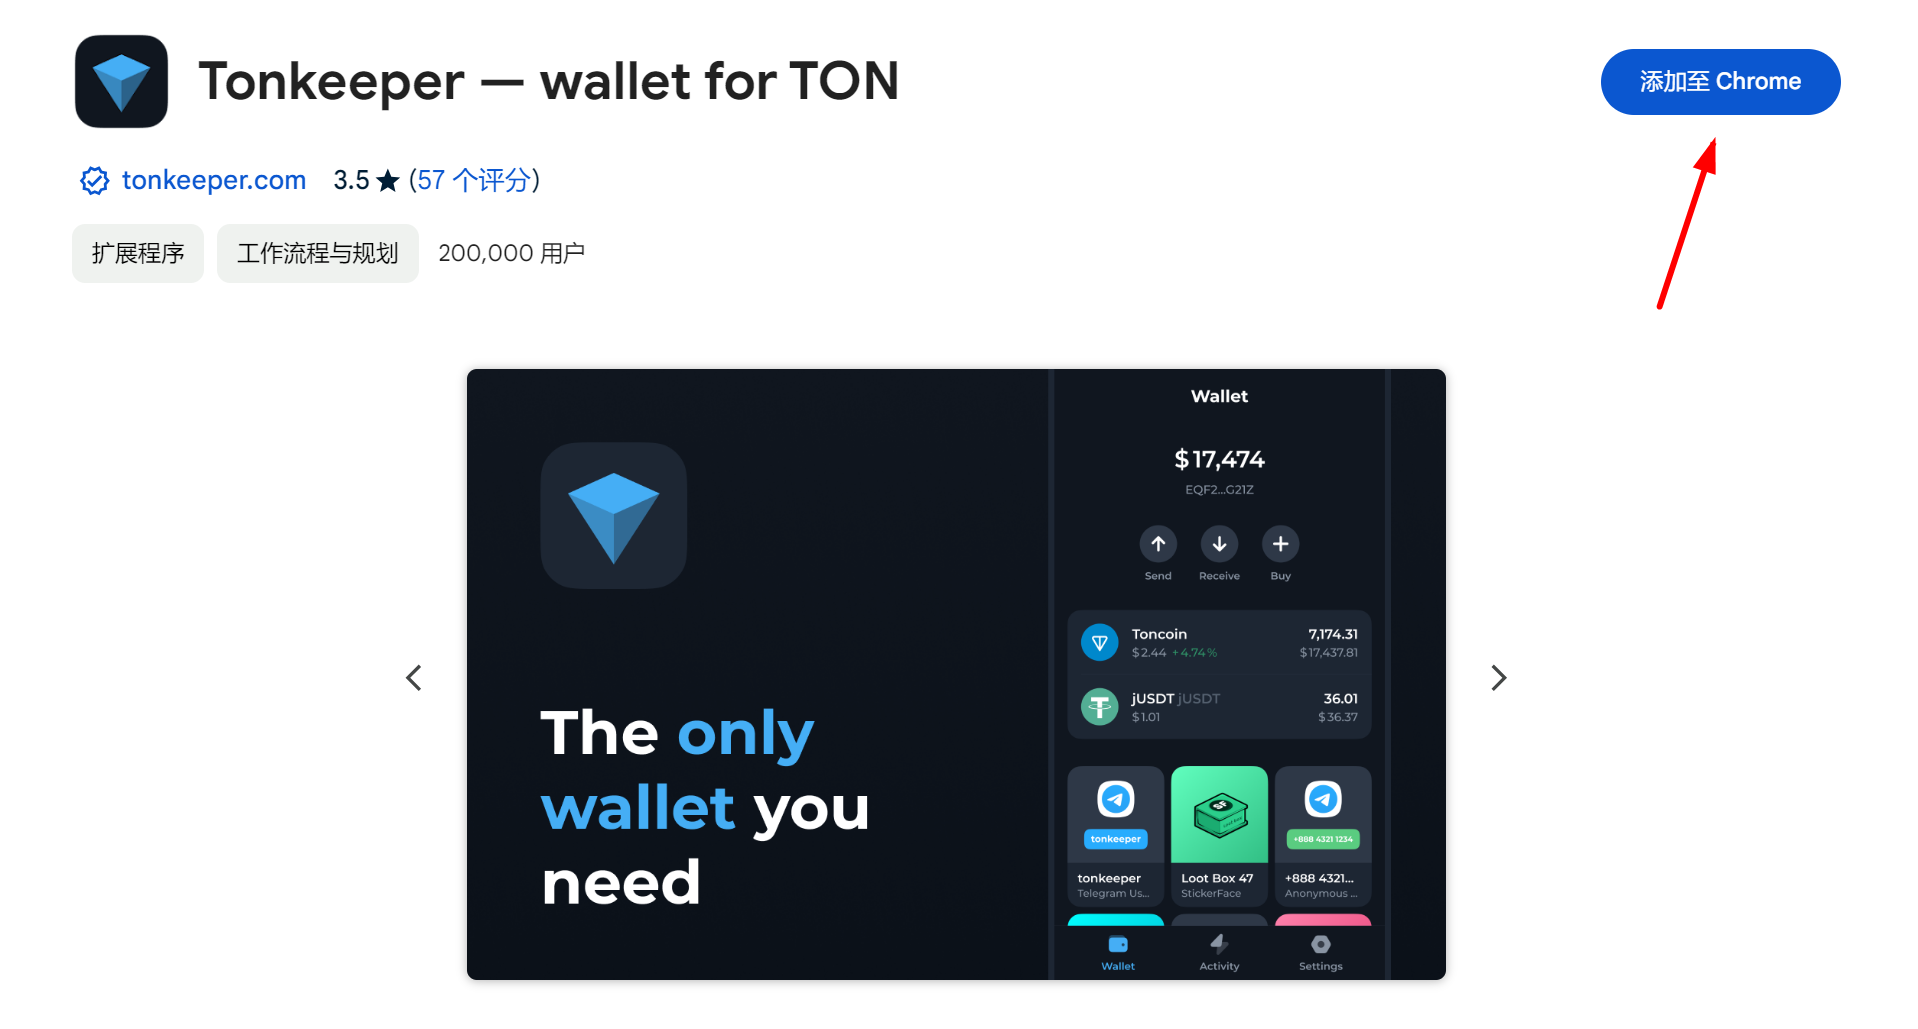 Tonkeeper — wallet for TON
添加至 Chrome
tonkeeper.com 3.5 ★ (57 个评分)
扩展程序 工作流程与规划 200,000 用户
The only
wallet you
need
Wallet
$17,474
EQF2...G21Z
Send Receive Buy
Toncoin 7,174.31
$2.44 +4.74% $17,437.81
jUSDT jUSDT 36.01
$1.01 $36.37
tonkeeper +888 4321 1234
tonkeeper Loot Box 47 +888 4321...
Telegram Us... StickerFace Anonymous ...
Wallet Activity Settings